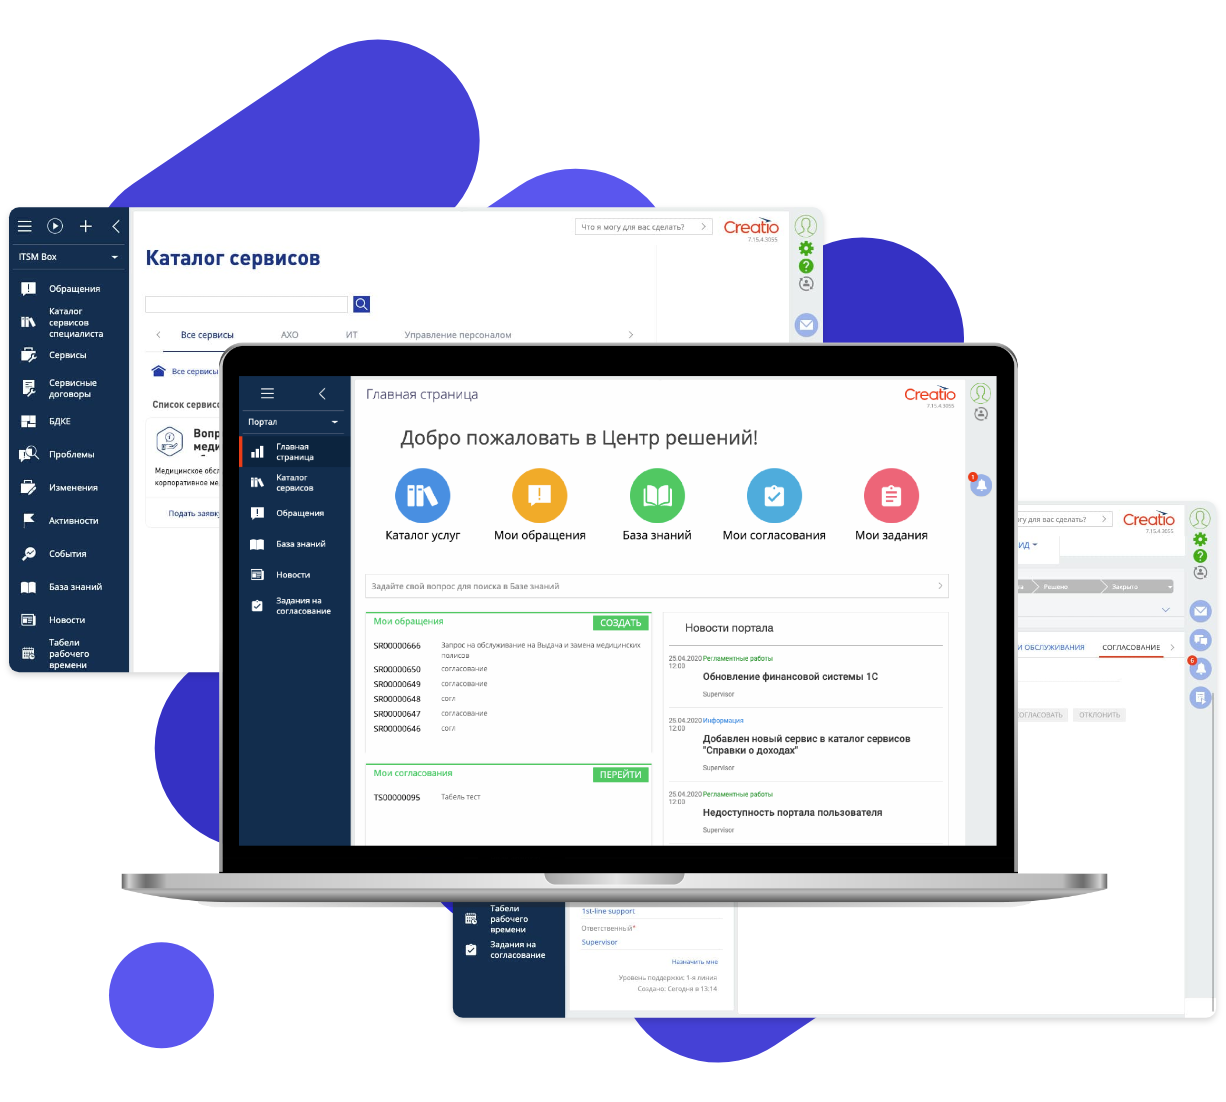 ITSM Box
Обращения
Каталог
сервисов
специалиста
Сервисы
Сервисные
договоры
БДКЕ
Проблемы
Изменения
Активности
События
База знаний
Новости
Табели
рабочего
времени
Каталог сервисов
Что я могу для вас сделать?
Creatio
7.15.4.3055
Все сервисы
АХО
ИТ
Управление персоналом
Все сервисы
Список сервис
Вопр
меди
Медицинское обсл
корпоративное ме
Подать заявк
Портал
Главная
страница
Каталог
сервисов
Обращения
База знаний
Новости
Задания на
согласование
Главная страница
Creatio
7.15.4.3055
Добро пожаловать в Центр решений!
Каталог услуг
Мои обращения
База знаний
Мои согласования
Мои задания
1
Задайте свой вопрос для поиска в Базе знаний
Мои обращения
СОЗДАТЬ
SR00000666 Запрос на обслуживание на Выдача и замена медицинских
полисов
SR00000650 согласование
SR00000649 согласование
SR00000648 согл
SR00000647 согласование
SR00000646 согл
Мои согласования
ПЕРЕЙТИ
TS00000095 Табель тест
Новости портала
25.04.2020 Регламентные работы
12:00
Обновление финансовой системы 1С
Supervisor
25.04.2020 Информация
12:00
Добавлен новый сервис в каталог сервисов
"Справки о доходах"
Supervisor
25.04.2020 Регламентные работы
12:00
Недоступность портала пользователя
Supervisor
огу для вас сделать?
Creatio
7.15.4.3055
ИД
Решено
Закрыто
И ОБСЛУЖИВАНИЯ
СОГЛАСОВАНИЕ
6
ОГЛАСОВАТЬ
ОТКЛОНИТЬ
Табели
рабочего
времени
Задания на
согласование
1st-line support
Ответственный*
Supervisor
Назначить мне
Уровень поддержки: 1-я линия
Создано: Сегодня в 13:14